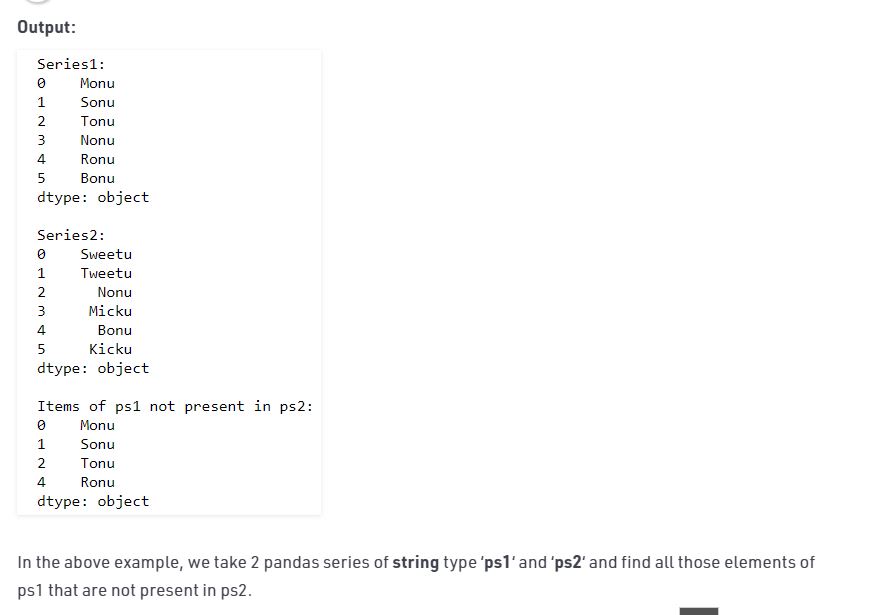 Output:
Series1:
0    Monu
1    Sonu
2    Tonu
3    Nonu
4    Ronu
5    Bonu
dtype: object
Series2:
0    Sweetu
1    Tweetu
2      Nonu
3     Micku
4      Bonu
5     Kicku
dtype: object
Items of ps1 not present in ps2:
0    Monu
1    Sonu
2    Tonu
4    Ronu
dtype: object
In the above example, we take 2 pandas series of string type 'ps1' and 'ps2' and find all those elements of
ps1 that are not present in ps2.